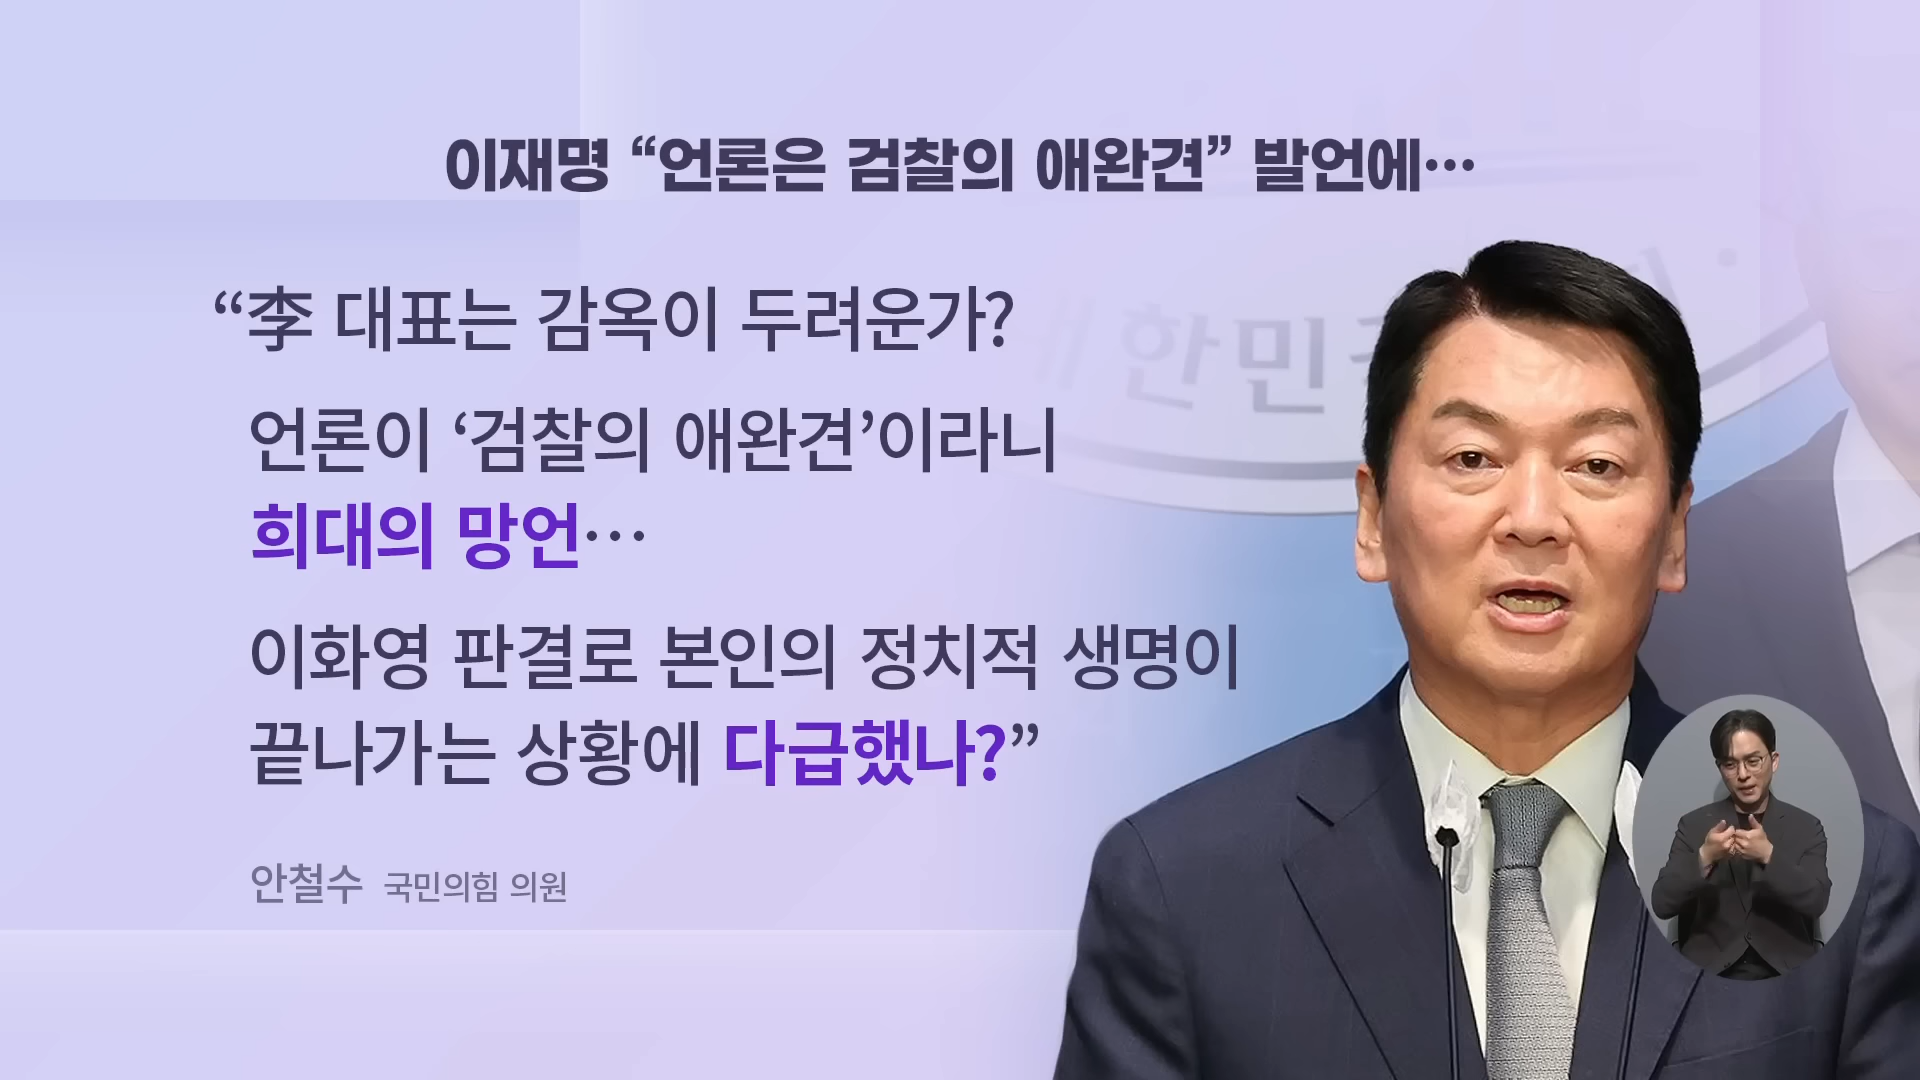 이재명 “언론은 검찰의 애완견” 발언에…
“李 대표는 감옥이 두려운가?
언론이 ‘검찰의 애완견’이라니
희대의 망언…
이화영 판결로 본인의 정치적 생명이
끝나가는 상황에 다급했나?”
안철수 국민의힘 의원
대한민국